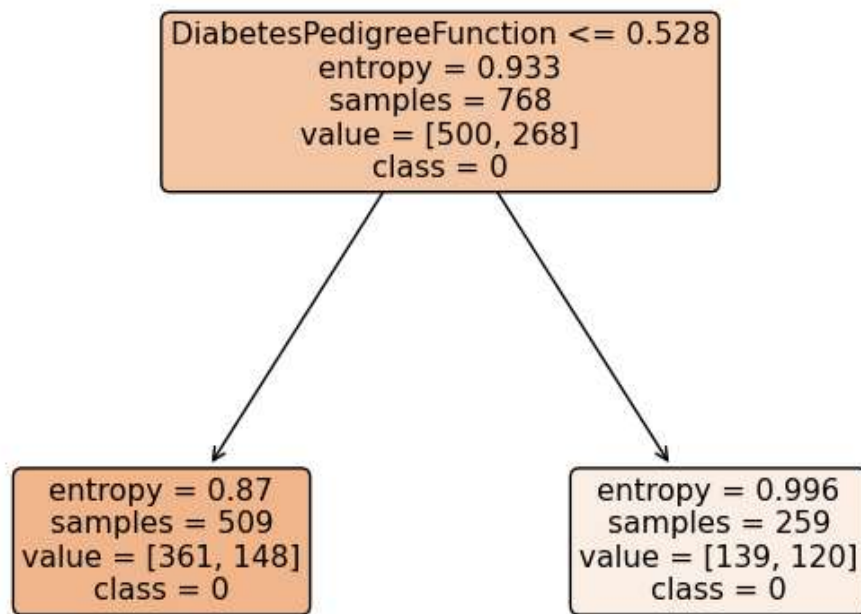 DiabetesPedigreeFunction <= 0.528
entropy = 0.933
samples = 768
value = [500, 268]
class = 0
entropy = 0.87
samples = 509
value = [361, 148]
class = 0
entropy = 0.996
samples = 259
value = [139, 120]
class = 0